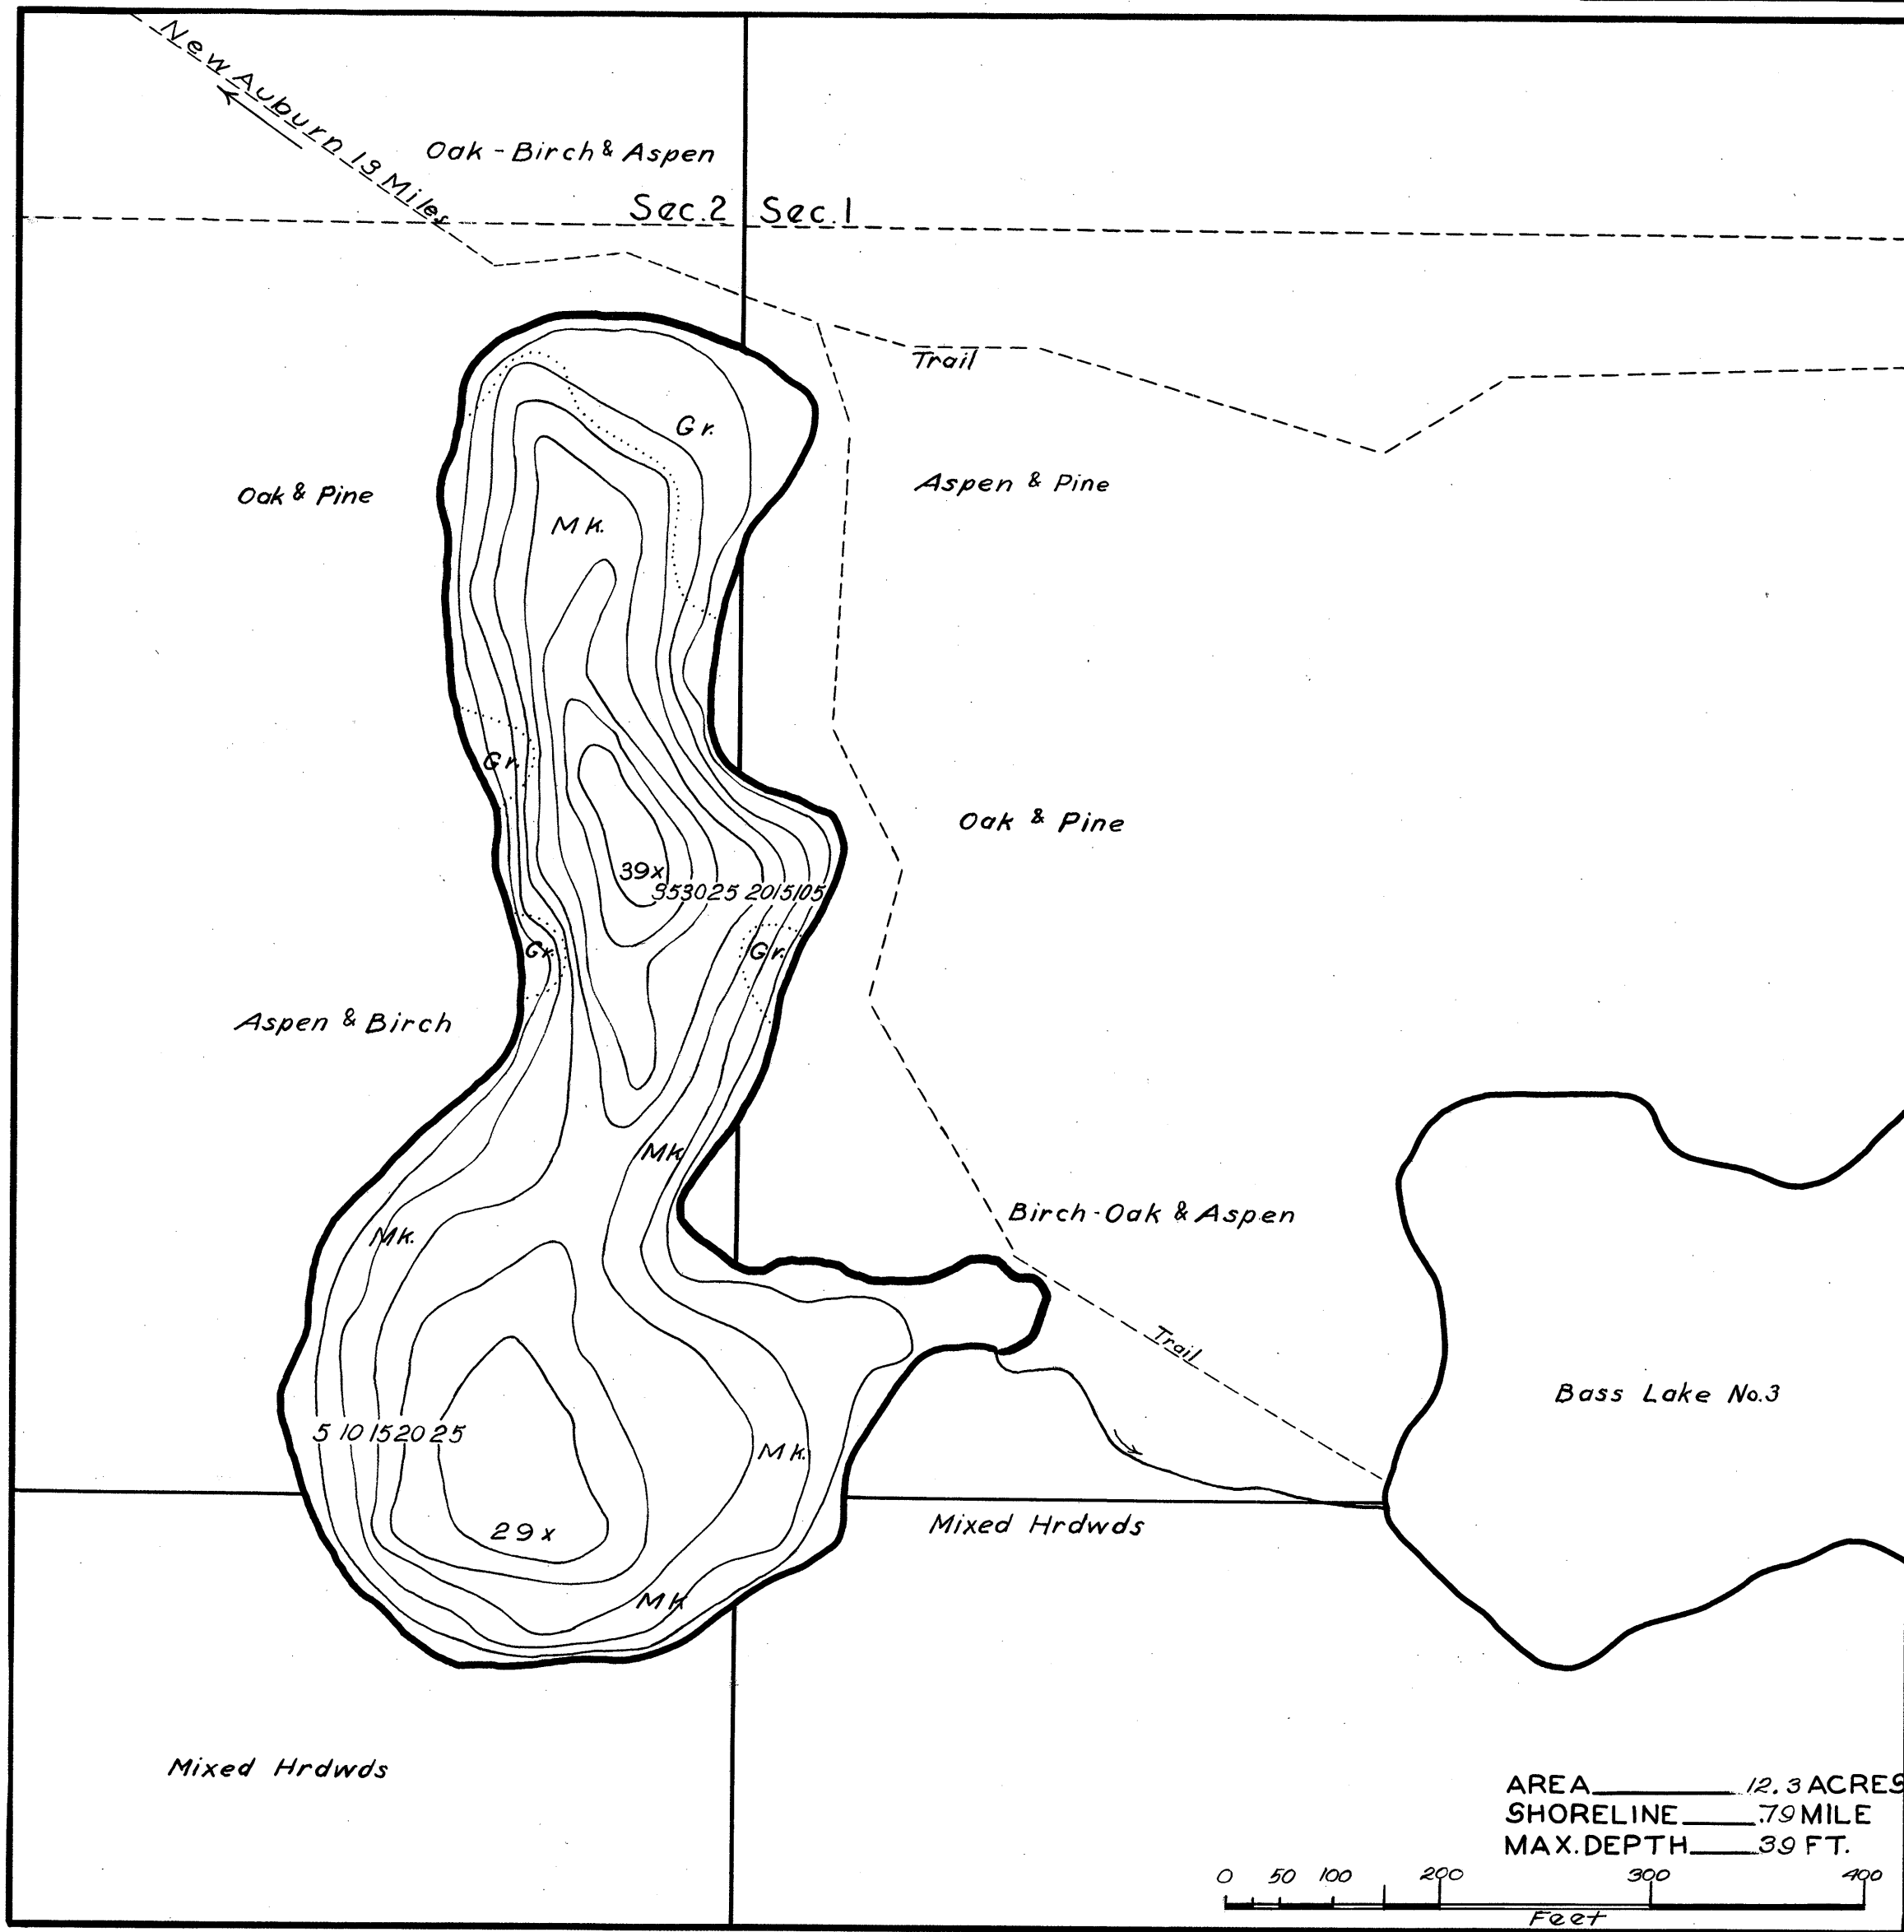 New Auburn 13 Miles
Oak-Birch & Aspen
Sec.2 Sec.1
Trail
Gr.
Oak & Pine
Aspen & Pine
Mk.
Gr.
Oak & Pine
39x
35 30 25 20 15 10 5
Gr.
Gr.
Aspen & Birch
Mk.
Birch-Oak & Aspen
Mk.
Trail
Bass Lake No.3
5 10 15 20 25
Mk.
Mixed Hrdwds
29x
Mk.
Mixed Hrdwds
AREA 12.3 ACRES
SHORELINE .79 MILE
MAX. DEPTH 39 FT.
0 50 100 200 300 400
Feet